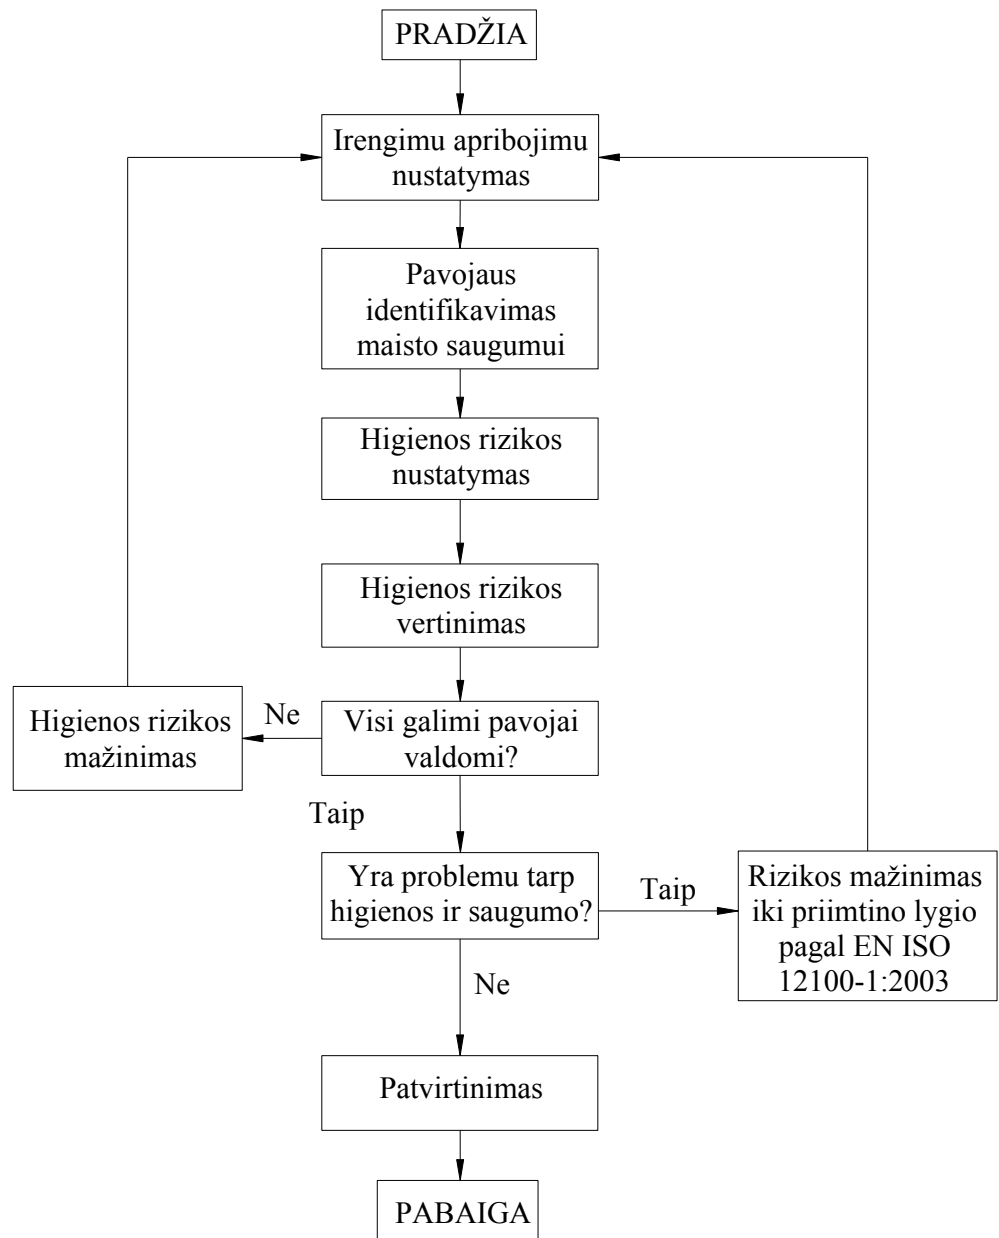 PRADŽIA
Irengimu apribojimu
nustatymas
Pavojaus
identifikavimas
maisto saugumui
Higienos rizikos
nustatymas
Higienos rizikos
vertinimas
Visi galimi pavojai
valdomi?
Ne
Higienos rizikos
mažinimas
Taip
Yra problemu tarp
higienos ir saugumo?
Taip
Rizikos mažinimas
iki priimtino lygio
pagal EN ISO
12100-1:2003
Ne
Patvirtinimas
PABAIGA